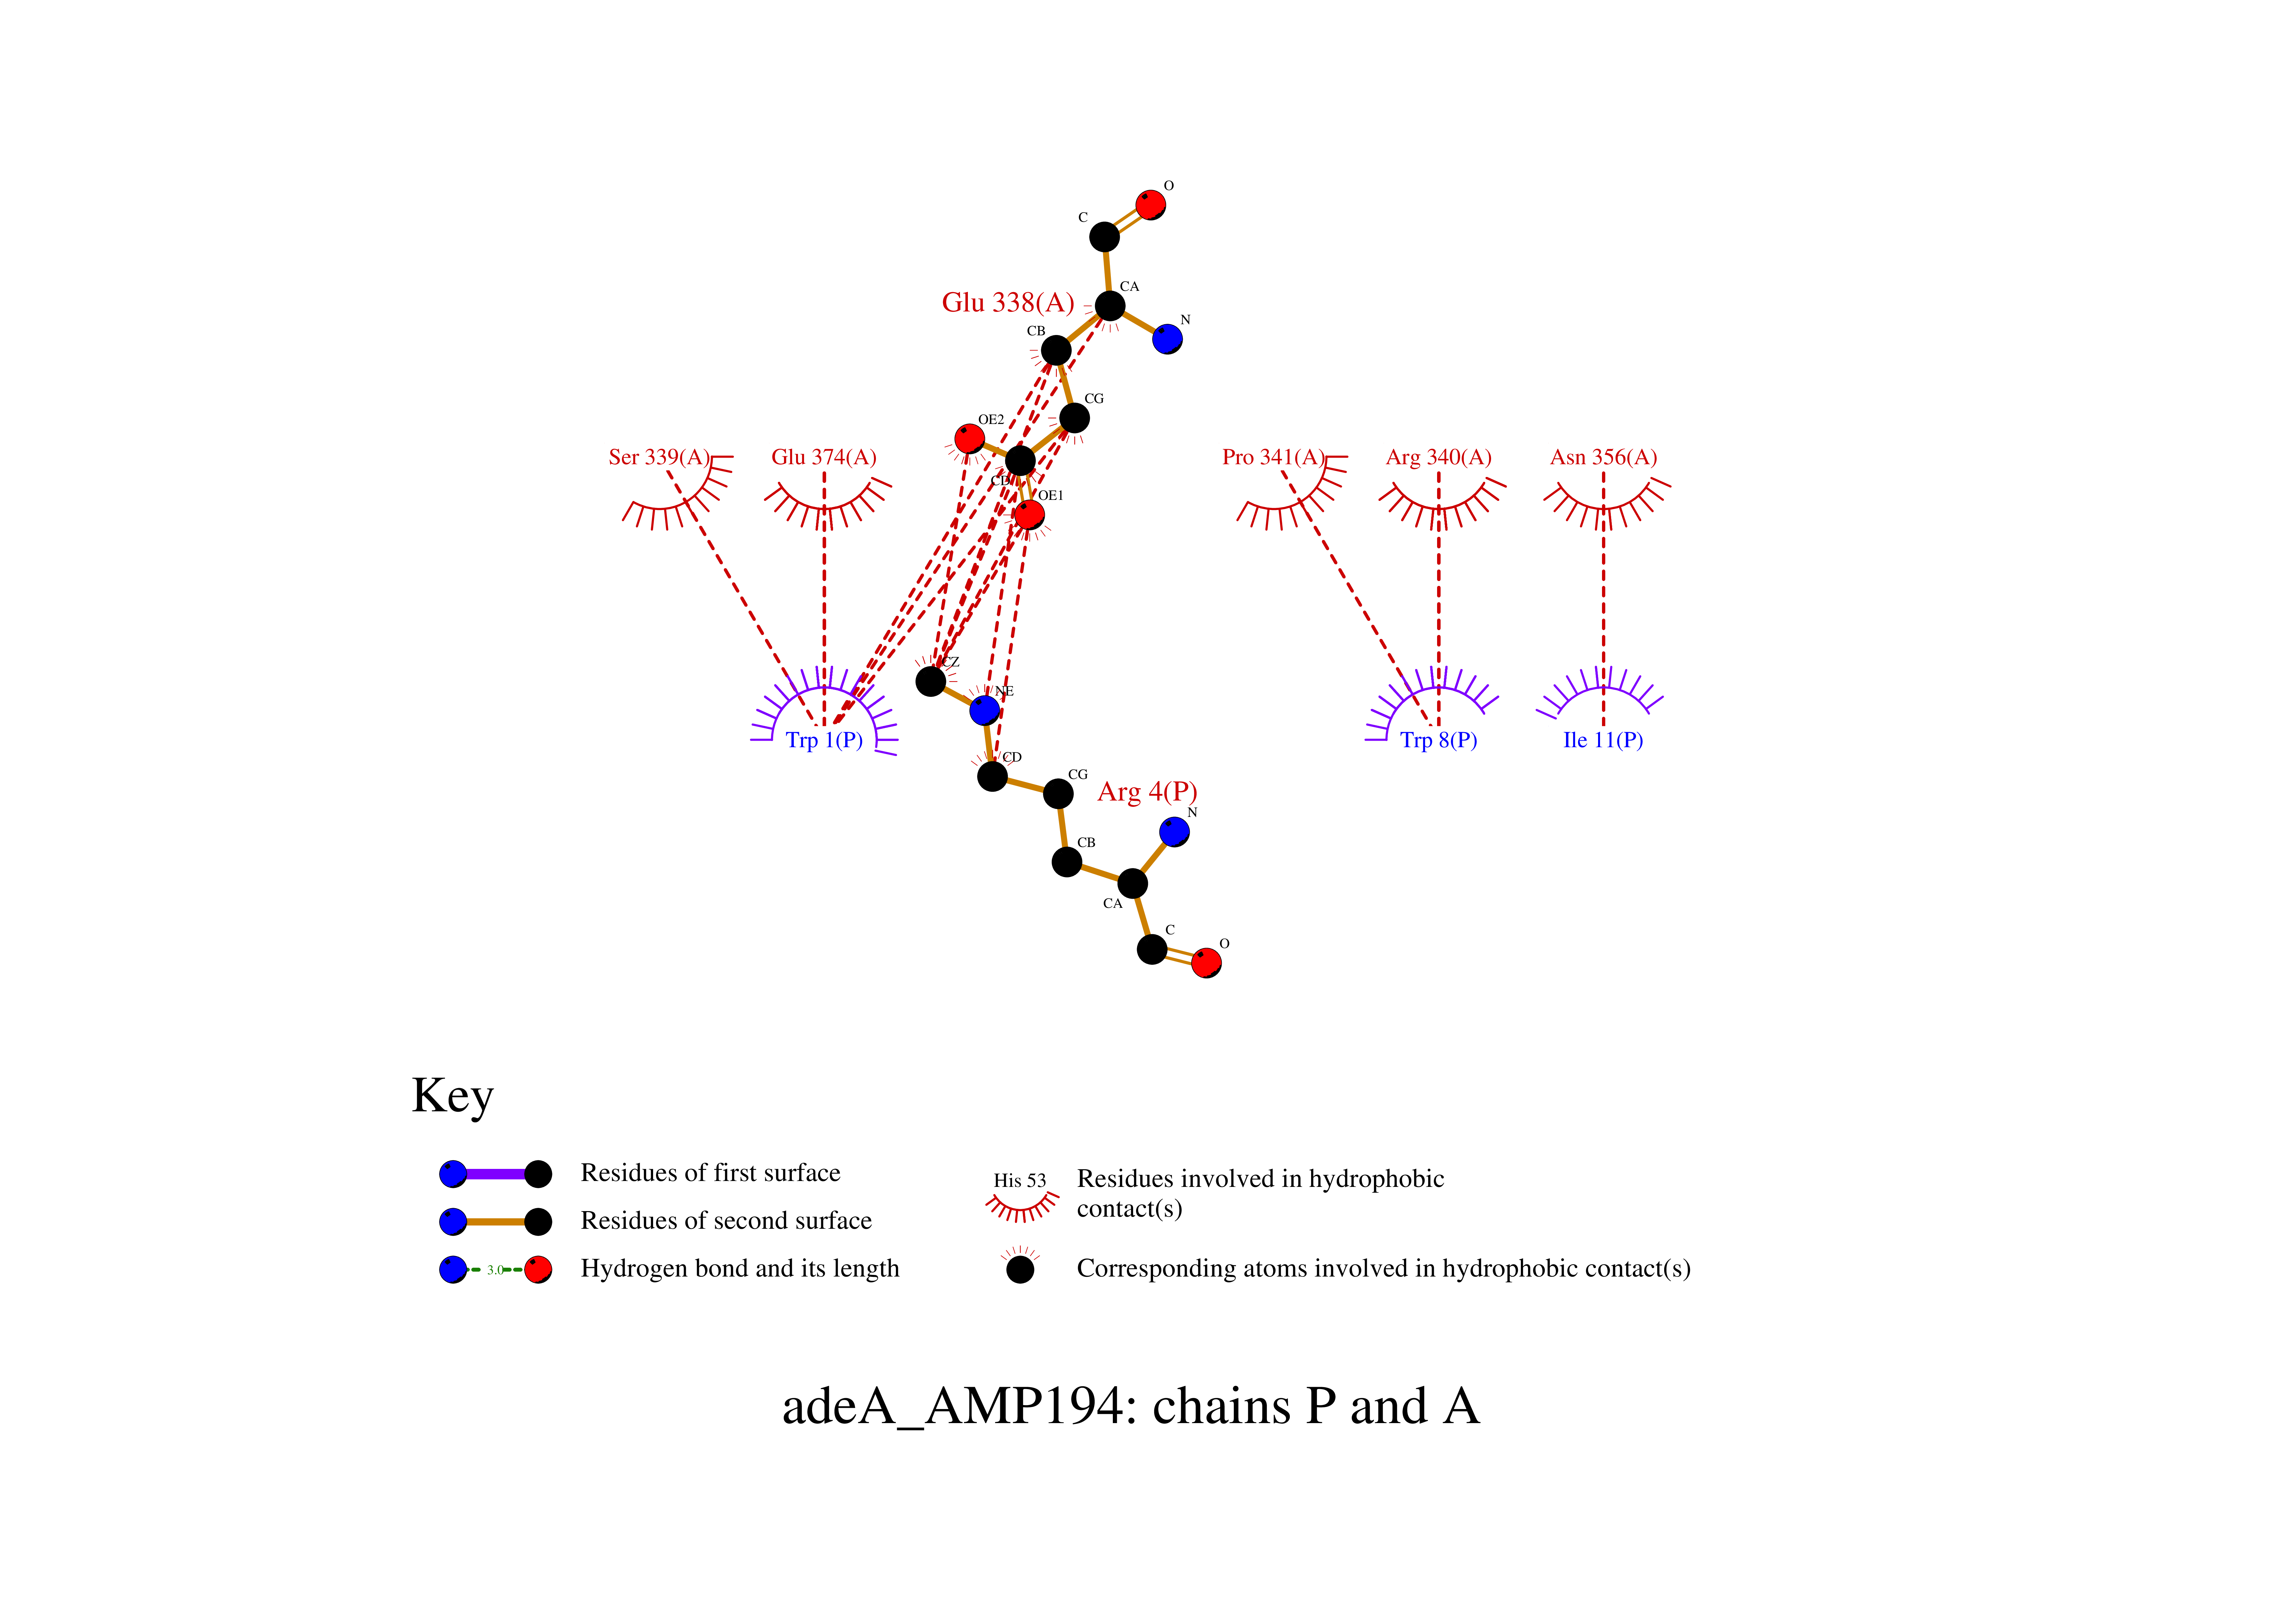 O
C
CA
Glu 338(A)
N
CB
CG
OE2
Ser 339(A)
Glu 374(A)
CD
OE1
Pro 341(A)
Arg 340(A)
Asn 356(A)
CZ
NE
Trp 1(P)
Trp 8(P)
Ile 11(P)
CD
CG
Arg 4(P)
N
CB
CA
C
O
Key
Residues of first surface
Residues of second surface
3.0
Hydrogen bond and its length
His 53
Residues involved in hydrophobic
contact(s)
Corresponding atoms involved in hydrophobic contact(s)
adeA_AMP194: chains P and A